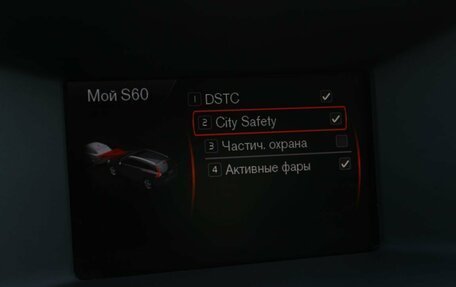 Мой S60
1 DSTC
2 City Safety
3 Частич. охрана
4 Активные фары